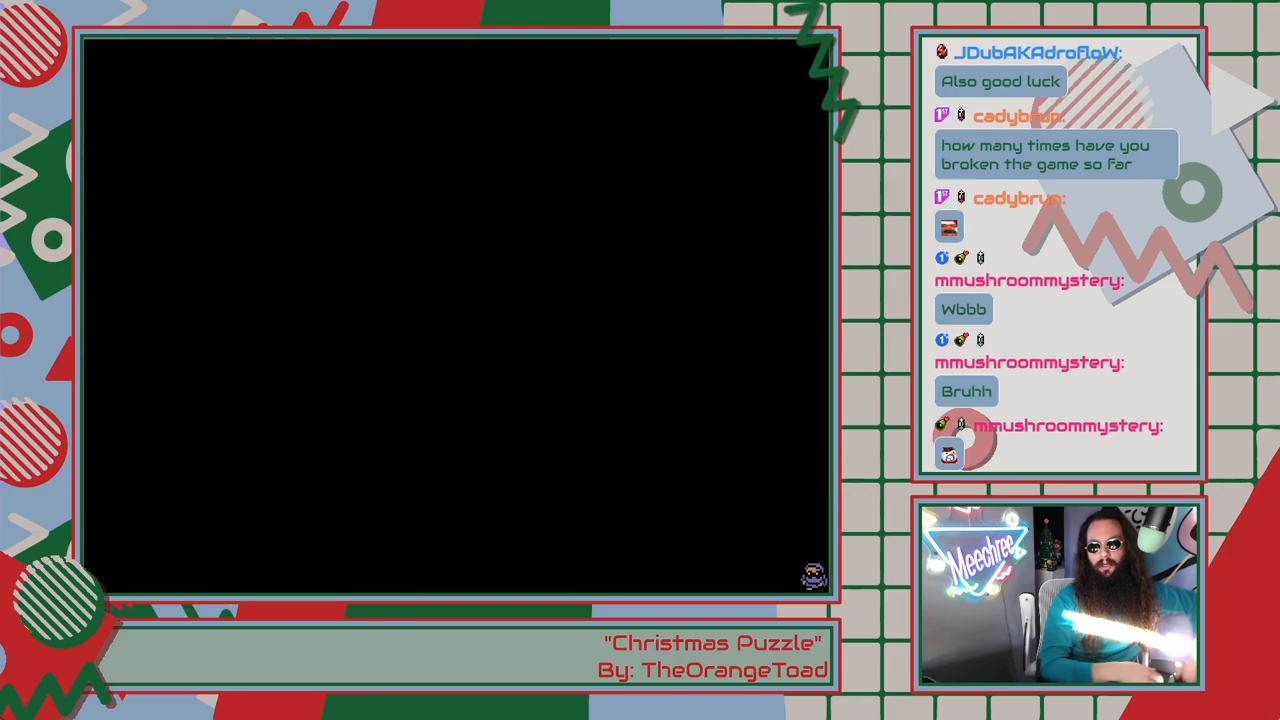 JDubAKAdrofloW:
Also good luck
cadybrun:
how many times have you
broken the game so far
cadybrun:
mmushroommystery:
Wbbb
mmushroommystery:
Bruhh
mmushroommystery:
Meechree
"Christmas Puzzle"
By: TheOrangeToad